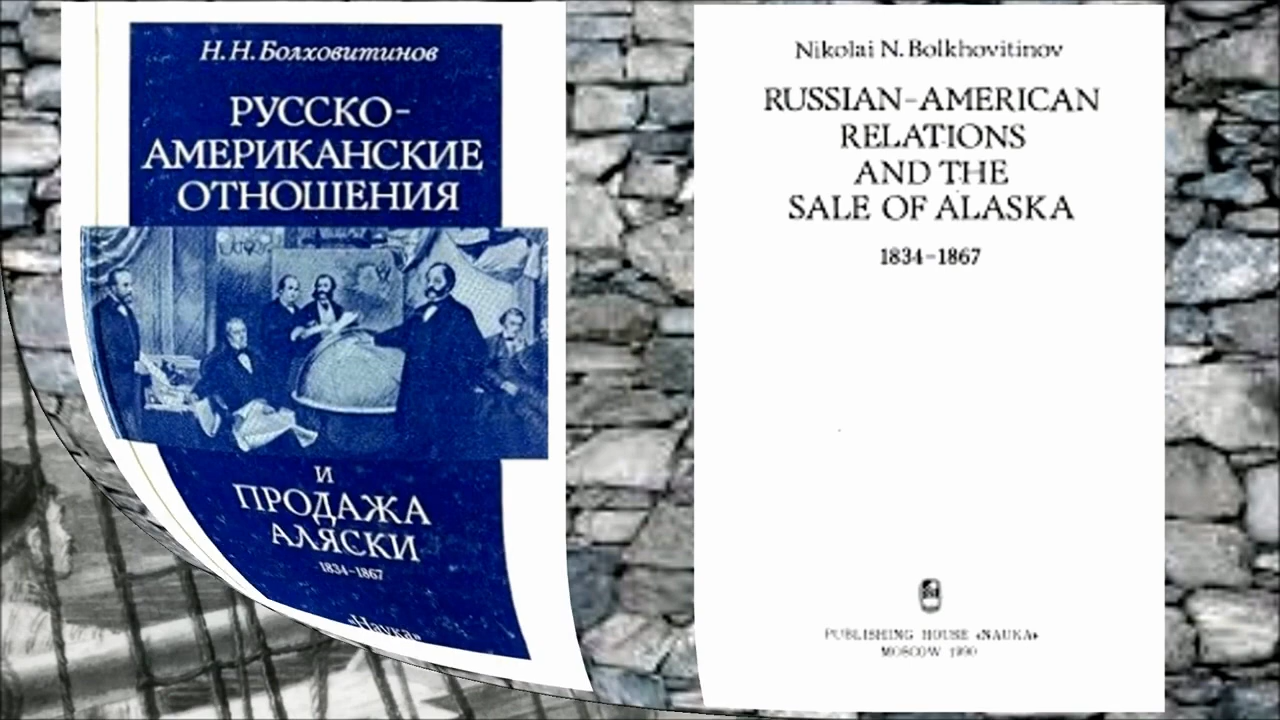 Н. Н. Болховитинов
РУССКО-
АМЕРИКАНСКИЕ
ОТНОШЕНИЯ
И
ПРОДАЖА
АЛЯСКИ
1834-1867
«Наука»
Nikolai N. Bolkhovitinov
RUSSIAN-AMERICAN
RELATIONS
AND THE
SALE OF ALASKA
1834-1867
PUBLISHING HOUSE «NAUKA»
MOSCOW 1990